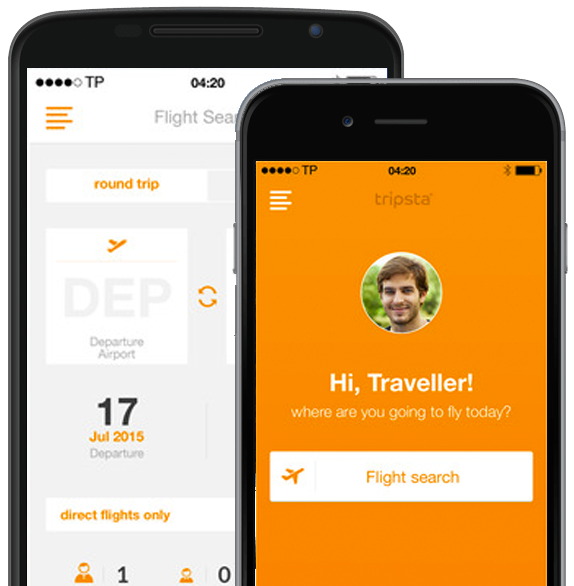 TP 04:20
Flight Sear
round trip
DEP
Departure
Airport
17
Jul 2015
Departure
direct flights only
1 0
TP 04:20
tripsta
Hi, Traveller!
where are you going to fly today?
Flight search